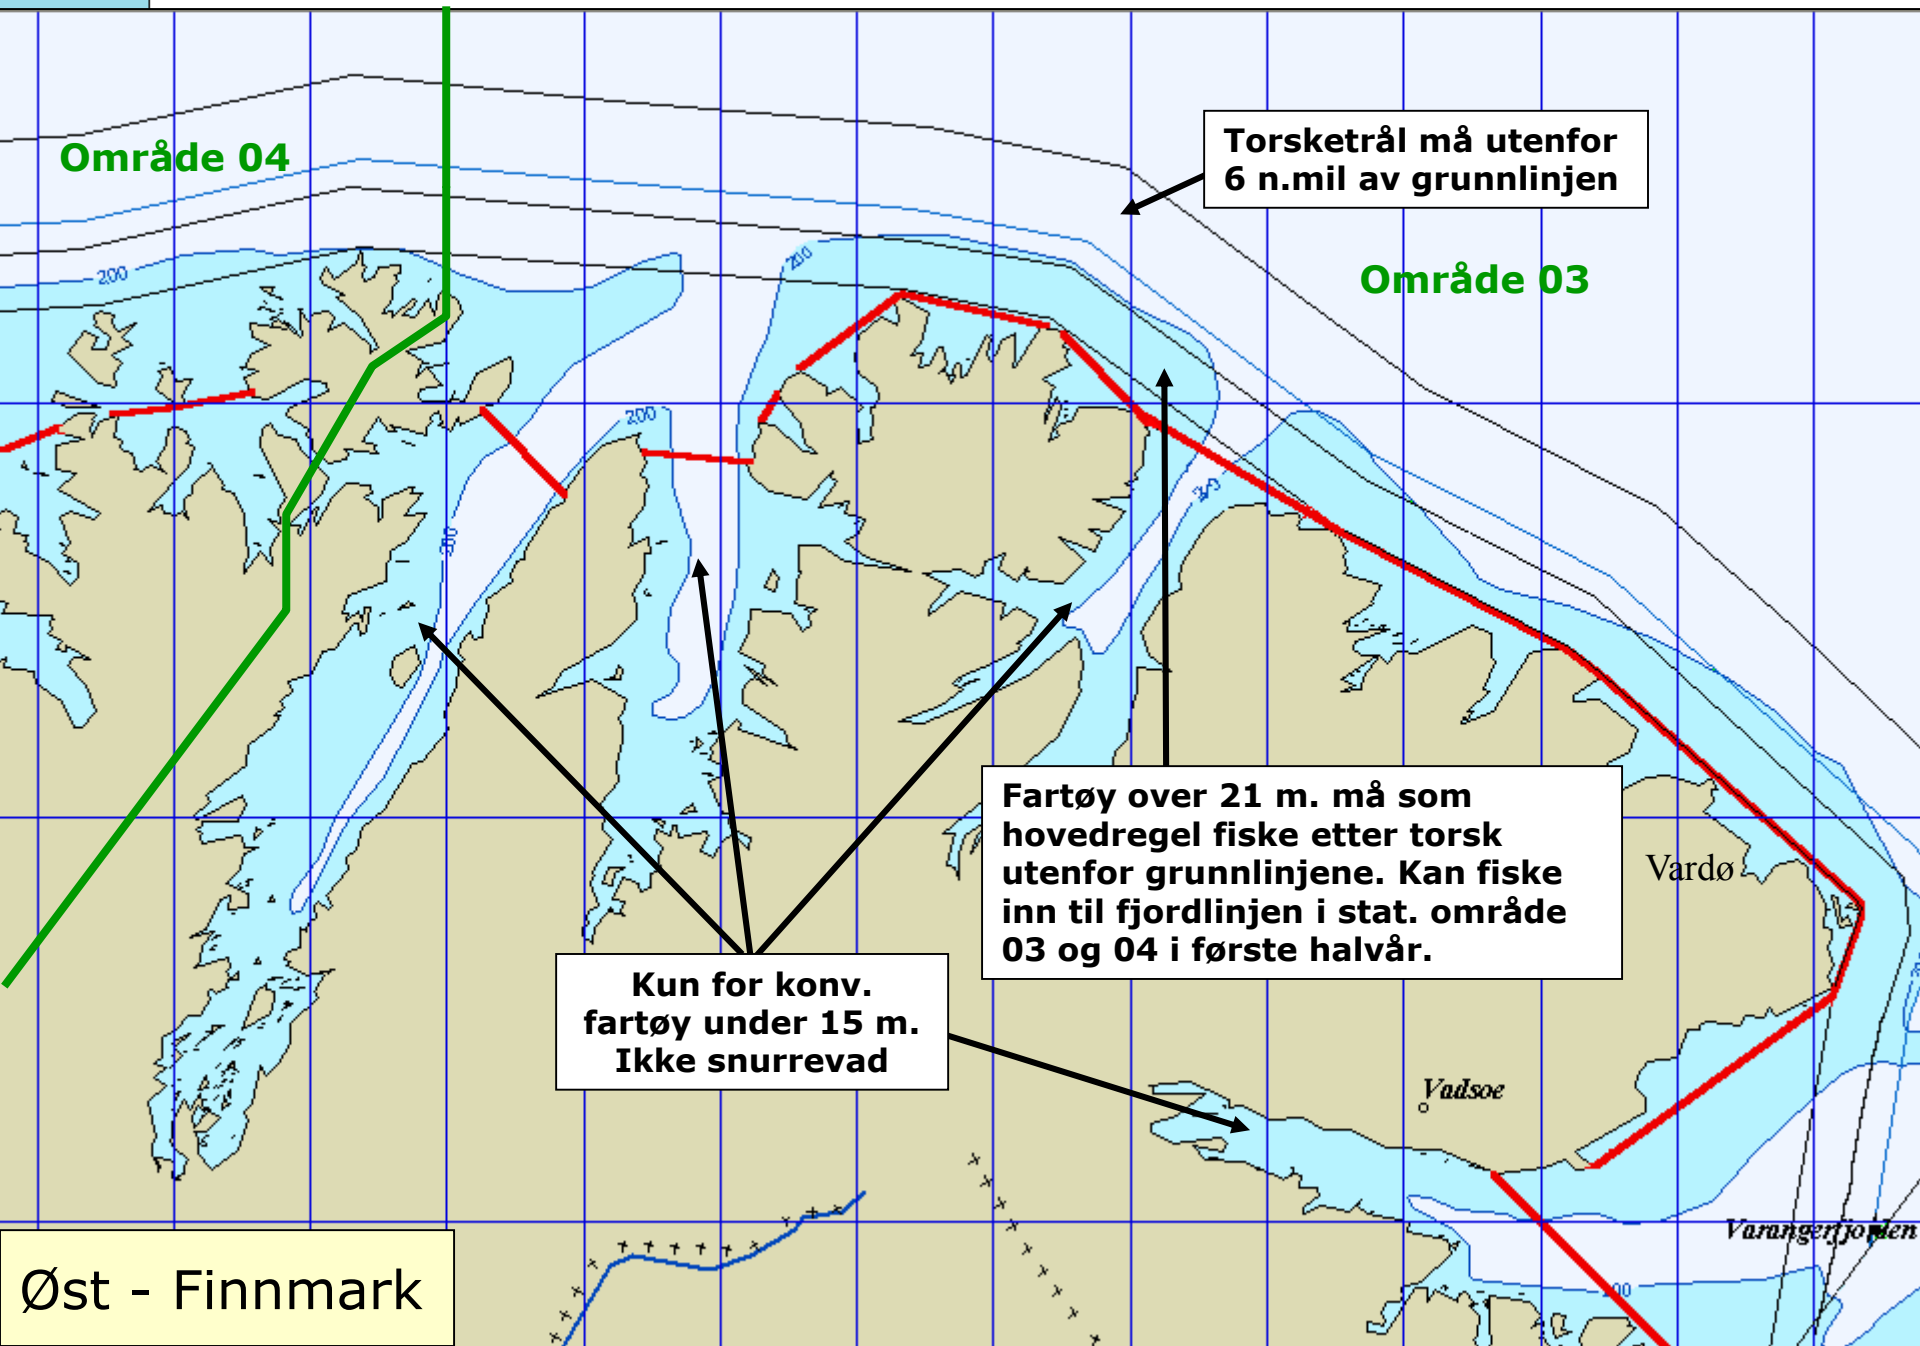 Torsketrål må utenfor
6 n.mil av grunnlinjen
Område 04
Område 03
200
200
200
200
Fartøy over 21 m. må som
hovedregel fiske etter torsk
utenfor grunnlinjene. Kan fiske
inn til fjordlinjen i stat. område
03 og 04 i første halvår.
Vardø
Kun for konv.
fartøy under 15 m.
Ikke snurrevad
Vadsoe
Varangerfjorden
Øst - Finnmark